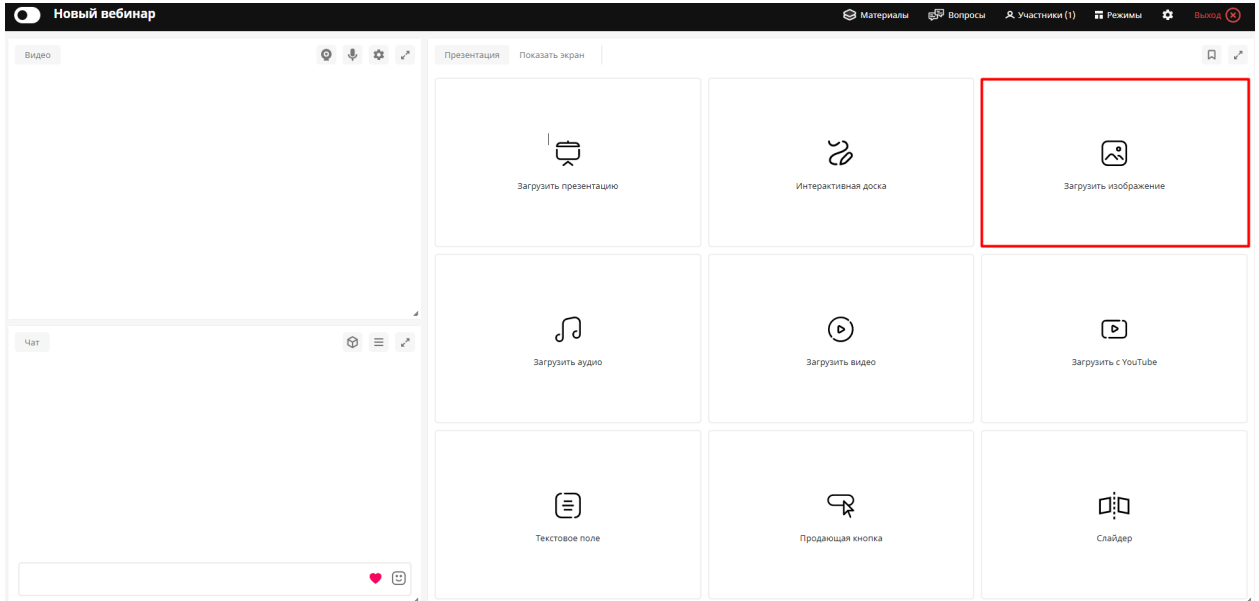 Новый вебинар
Материалы Вопросы Участники (1) Режимы Выход
Видео
Презентация Показать экран
Загрузить презентацию Интерактивная доска Загрузить изображение
Чат
Загрузить аудио Загрузить видео Загрузить с YouTube
Текстовое поле Продающая кнопка Слайдер